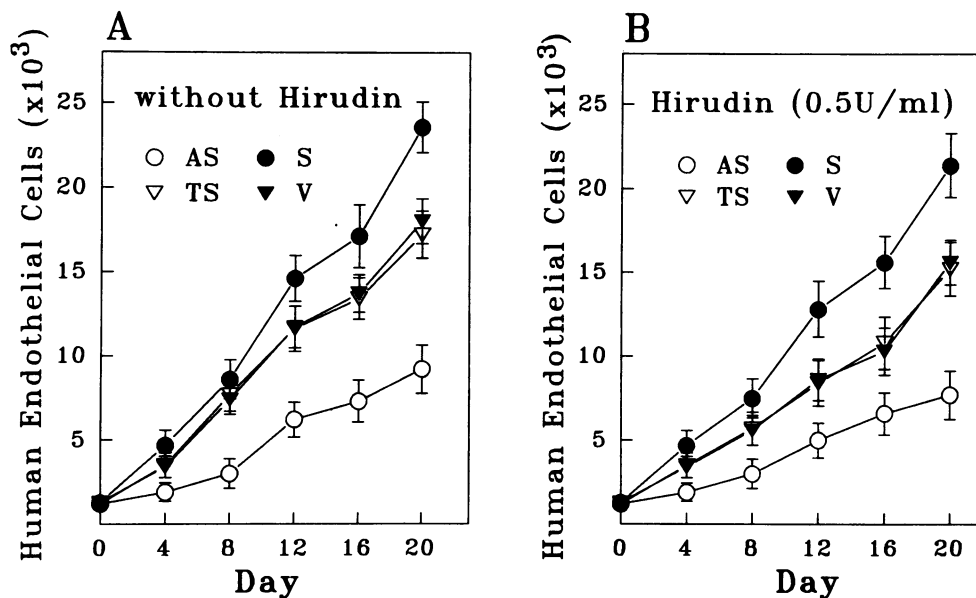 A
Human Endothelial Cells (x10³)
without Hirudin
AS
S
TS
V
25
20
15
10
5
0 4 8 12 16 20
Day
B
Human Endothelial Cells (x10³)
Hirudin (0.5U/ml)
AS
S
TS
V
25
20
15
10
5
0 4 8 12 16 20
Day